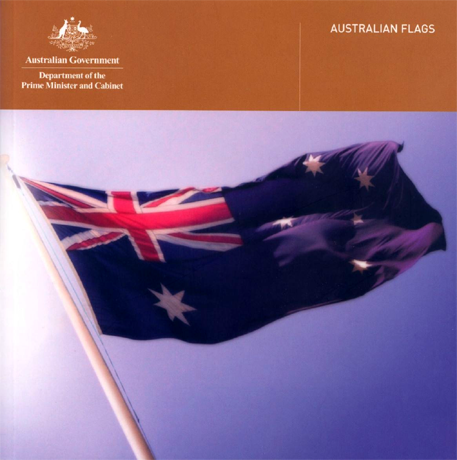 AUSTRALIAN FLAGS
Australian Government
Department of the
Prime Minister and Cabinet